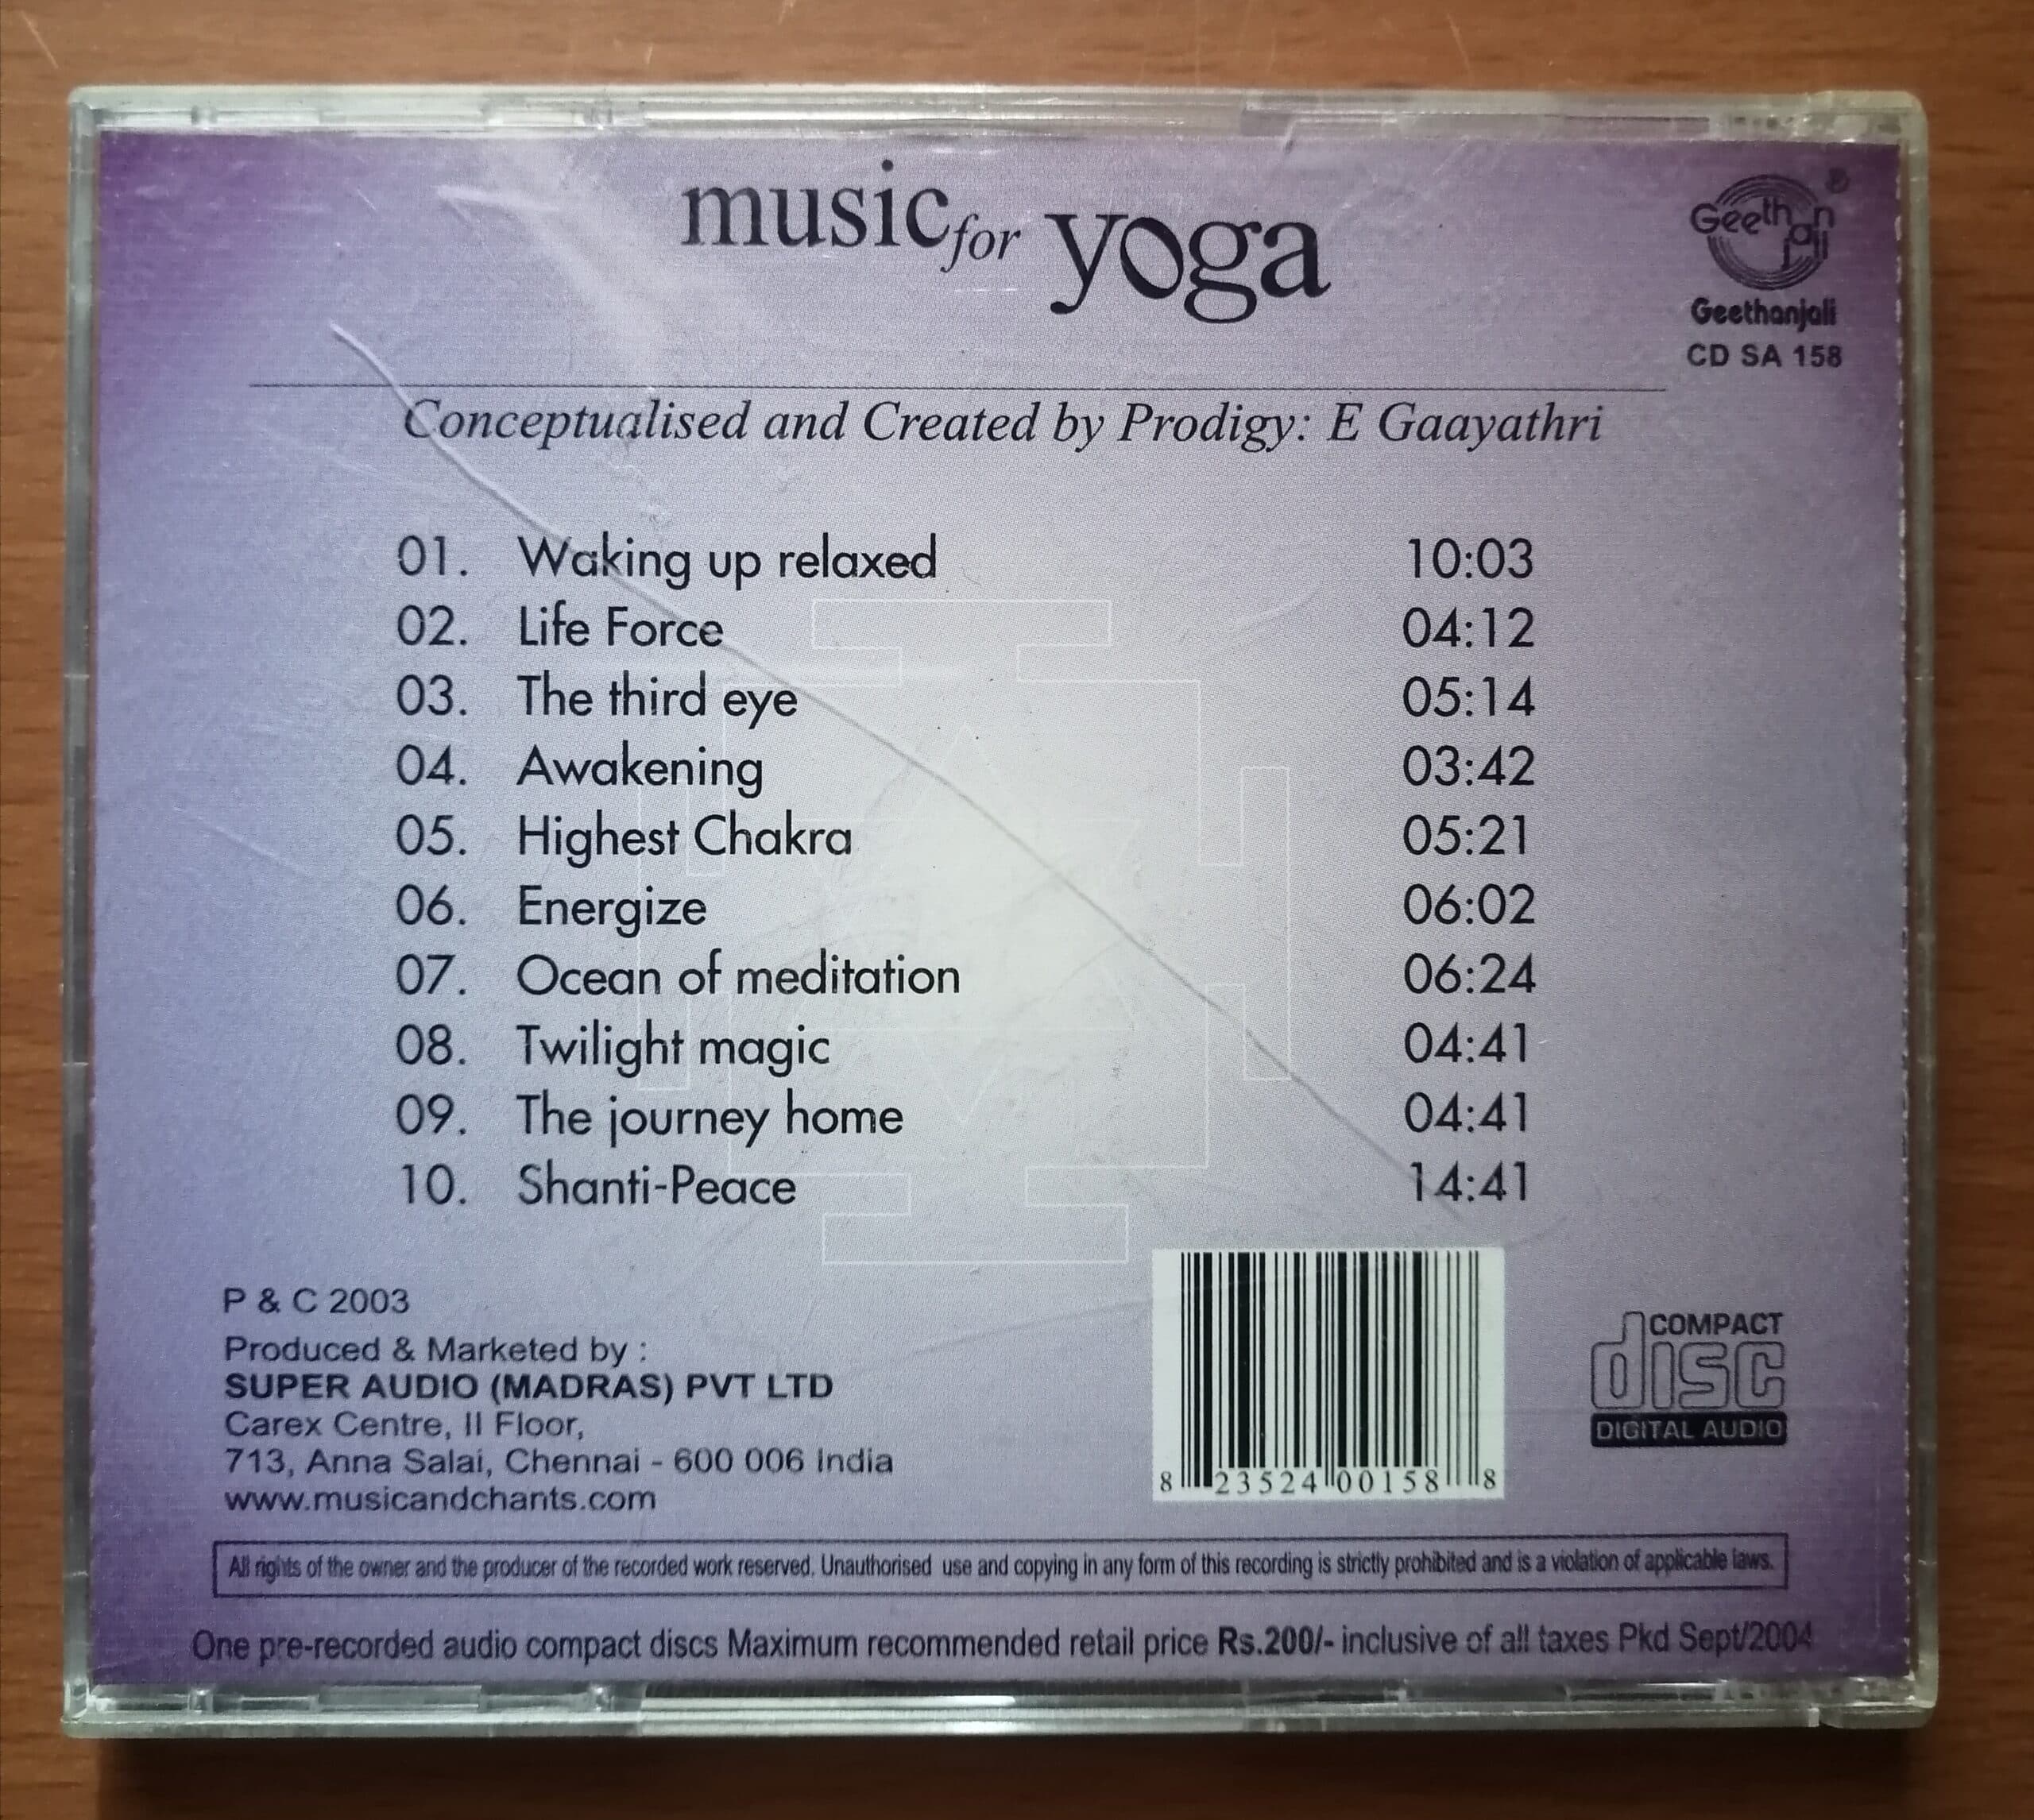 music for yoga
Geethanjali
®
Geethanjali
CD SA 158
Conceptualised and Created by Prodigy: E Gaayathri
01. Waking up relaxed 10:03
02. Life Force 04:12
03. The third eye 05:14
04. Awakening 03:42
05. Highest Chakra 05:21
06. Energize 06:02
07. Ocean of meditation 06:24
08. Twilight magic 04:41
09. The journey home 04:41
10. Shanti-Peace 14:41
P & C 2003
Produced & Marketed by :
SUPER AUDIO (MADRAS) PVT LTD
Carex Centre, II Floor,
713, Anna Salai, Chennai - 600 006 India
www.musicandchants.com
8 23524 00158 8
COMPACT
disc
DIGITAL AUDIO
All rights of the owner and the producer of the recorded work reserved. Unauthorised use and copying in any form of this recording is strictly prohibited and is a violation of applicable laws.
One pre-recorded audio compact discs Maximum recommended retail price Rs.200/- inclusive of all taxes Pkd Sept/2004